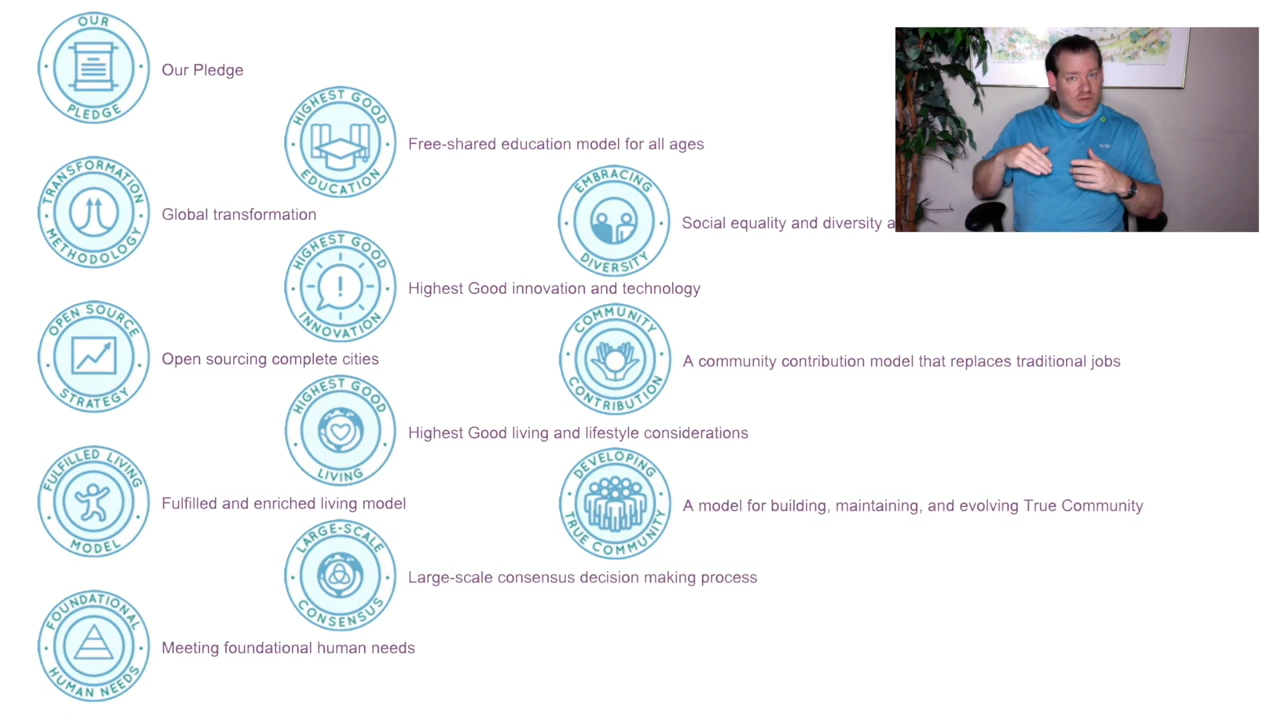 OUR PLEDGE
Our Pledge
HIGHEST GOOD EDUCATION
Free-shared education model for all ages
TRANSFORMATION METHODOLOGY
Global transformation
EMBRACING DIVERSITY
Social equality and diversity a
HIGHEST GOOD INNOVATION
Highest Good innovation and technology
OPEN SOURCE STRATEGY
Open sourcing complete cities
COMMUNITY CONTRIBUTION
A community contribution model that replaces traditional jobs
HIGHEST GOOD LIVING
Highest Good living and lifestyle considerations
FULFILLED LIVING MODEL
Fulfilled and enriched living model
DEVELOPING TRUE COMMUNITY
A model for building, maintaining, and evolving True Community
LARGE-SCALE CONSENSUS
Large-scale consensus decision making process
FOUNDATIONAL HUMAN NEEDS
Meeting foundational human needs